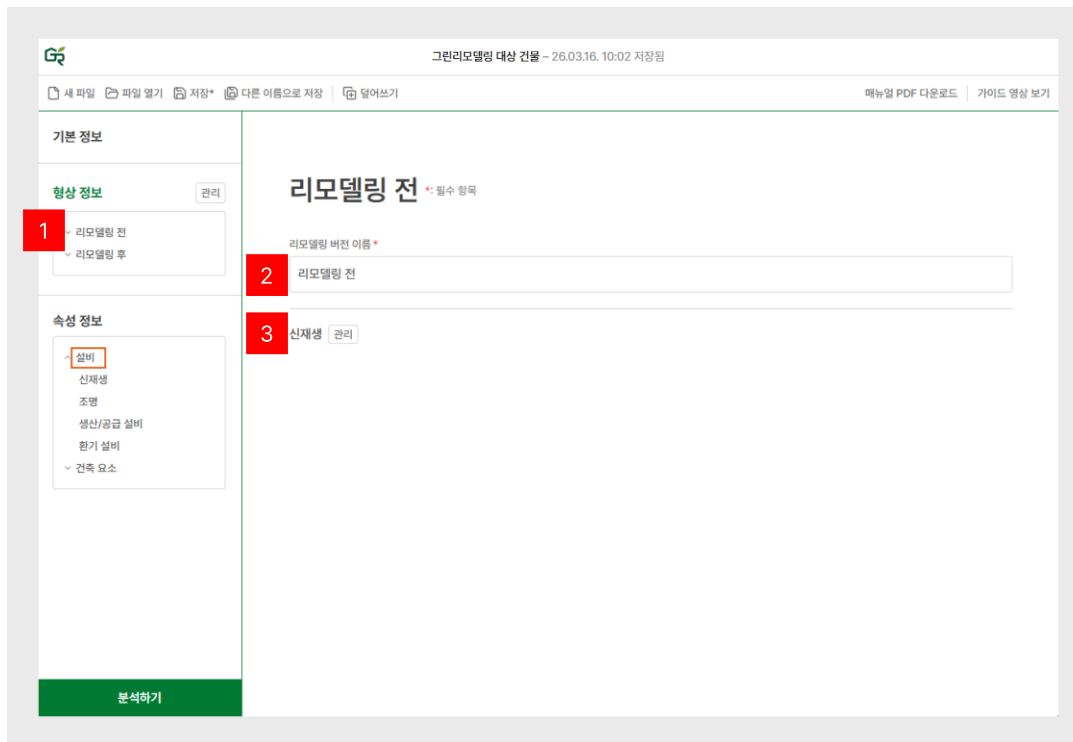 GR
그린리모델링 대상 건물 – 26.03.16. 10:02 저장됨
새 파일 파일 열기 저장* 다른 이름으로 저장 덮어쓰기 매뉴얼 PDF 다운로드 가이드 영상 보기
기본 정보
형상 정보 관리
1 리모델링 전
리모델링 후
속성 정보
설비
신재생
조명
생산/공급 설비
환기 설비
건축 요소
분석하기
리모델링 전 *: 필수 항목
리모델링 버전 이름 *
2 리모델링 전
3 신재생 관리